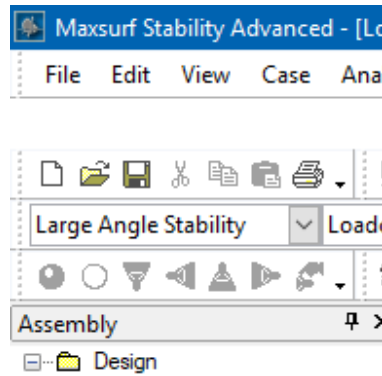 Maxsurf Stability Advanced - [Lo
File Edit View Case Ana
Large Angle Stability Loade
Assembly
Design